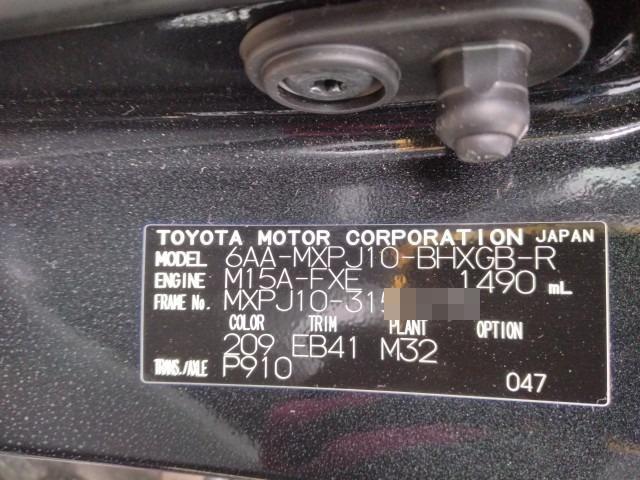 TOYOTA MOTOR CORPORATION JAPAN
MODEL 6AA-MXPJ10-BHXGB-R
ENGINE M15A-FXE 1490 mL
FRAME No. MXPJ10-315
COLOR TRIM PLANT OPTION
209 EB41 M32
TRANS./AXLE P910
047